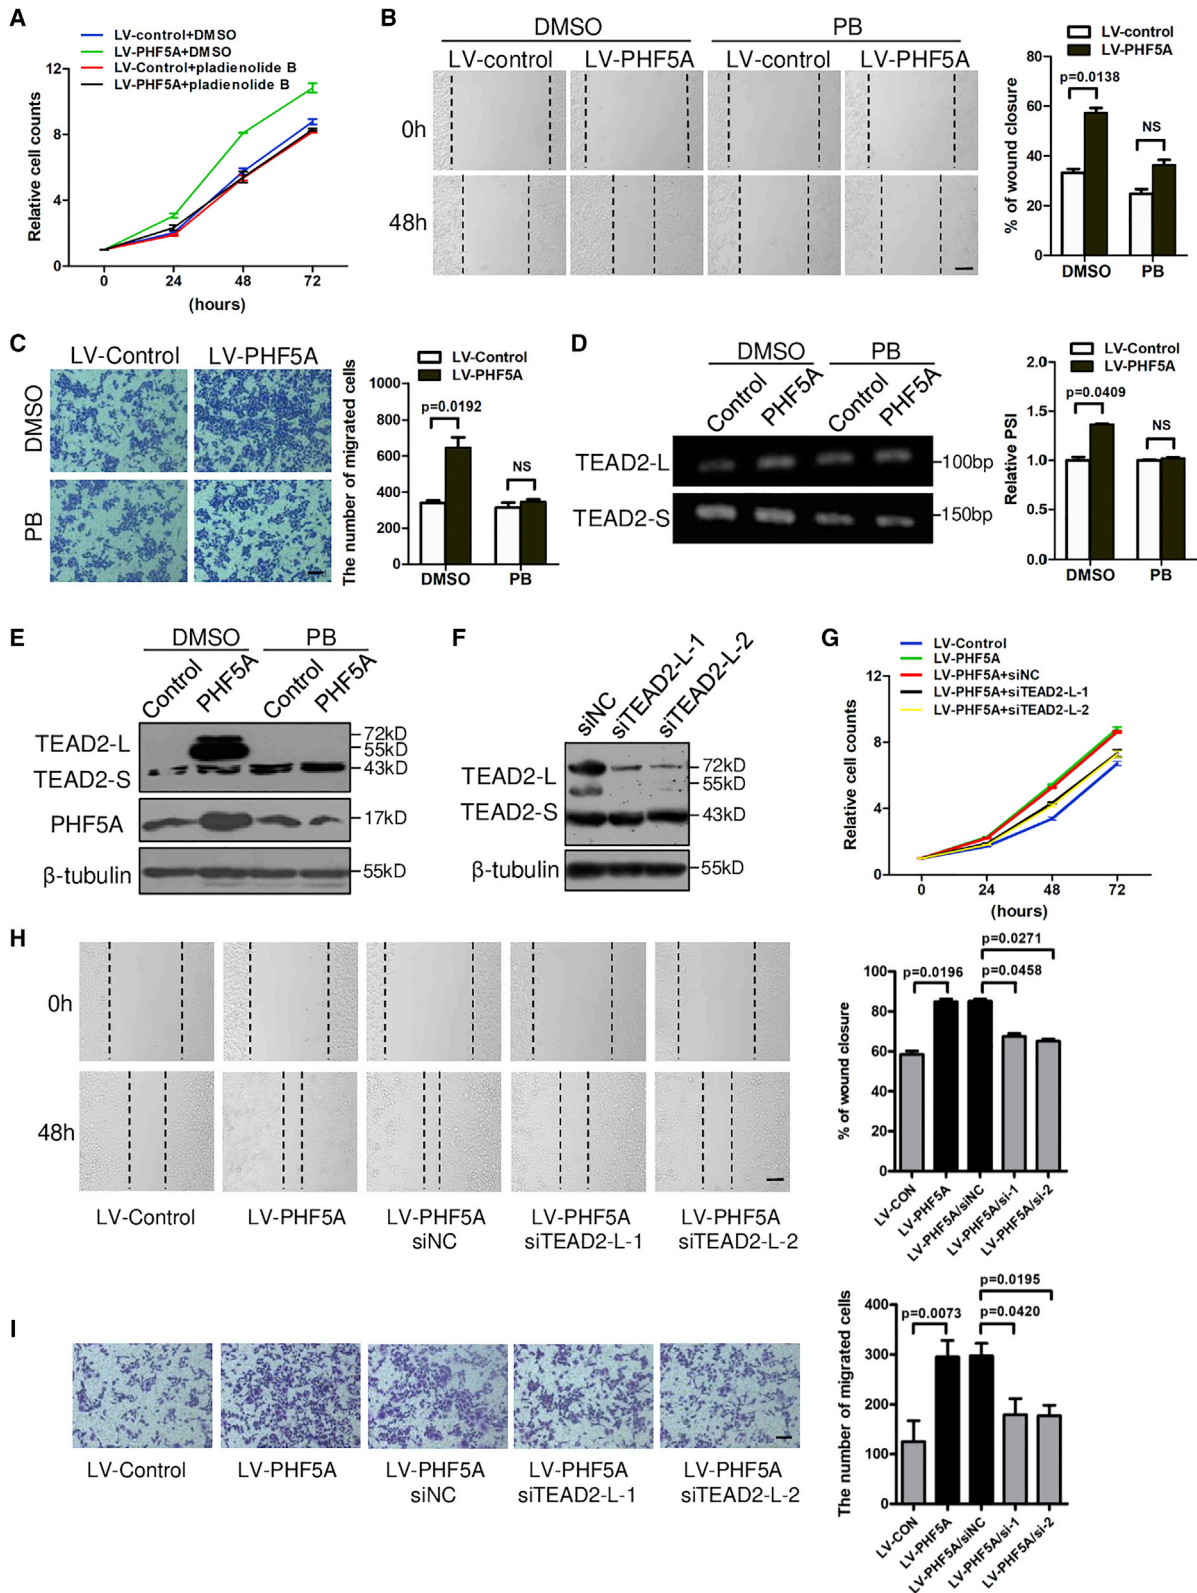 A
LV-control+DMSO
LV-PHF5A+DMSO
LV-Control+pladienolide B
LV-PHF5A+pladienolide B
Relative cell counts
12
8
4
0
0 24 48 72
(hours)
B
DMSO PB
LV-control LV-PHF5A LV-control LV-PHF5A
0h
48h
LV-control
LV-PHF5A
% of wound closure
80
60
40
20
0
p=0.0138
NS
DMSO PB
C
LV-Control LV-PHF5A
DMSO
PB
LV-Control
LV-PHF5A
The number of migrated cells
1000
800
600
400
200
0
p=0.0192
NS
DMSO PB
D
DMSO PB
Control PHF5A Control PHF5A
TEAD2-L
100bp
TEAD2-S
150bp
LV-Control
LV-PHF5A
Relative PSI
2.0
1.5
1.0
0.5
0.0
p=0.0409
NS
DMSO PB
E
DMSO PB
Control PHF5A Control PHF5A
TEAD2-L
TEAD2-S
72kD
55kD
43kD
PHF5A
17kD
β-tubulin
55kD
F
siNC siTEAD2-L-1 siTEAD2-L-2
TEAD2-L
TEAD2-S
72kD
55kD
43kD
β-tubulin
55kD
G
LV-Control
LV-PHF5A
LV-PHF5A+siNC
LV-PHF5A+siTEAD2-L-1
LV-PHF5A+siTEAD2-L-2
Relative cell counts
12
8
4
0
0 24 48 72
(hours)
H
0h
48h
LV-Control LV-PHF5A LV-PHF5A LV-PHF5A LV-PHF5A
siNC siTEAD2-L-1 siTEAD2-L-2
% of wound closure
100
80
60
40
20
0
p=0.0271
p=0.0196 p=0.0458
LV-CON LV-PHF5A LV-PHF5A/siNC LV-PHF5A/si-1 LV-PHF5A/si-2
I
LV-Control LV-PHF5A LV-PHF5A LV-PHF5A LV-PHF5A
siNC siTEAD2-L-1 siTEAD2-L-2
The number of migrated cells
400
300
200
100
0
p=0.0195
p=0.0073 p=0.0420
LV-CON LV-PHF5A LV-PHF5A/siNC LV-PHF5A/si-1 LV-PHF5A/si-2